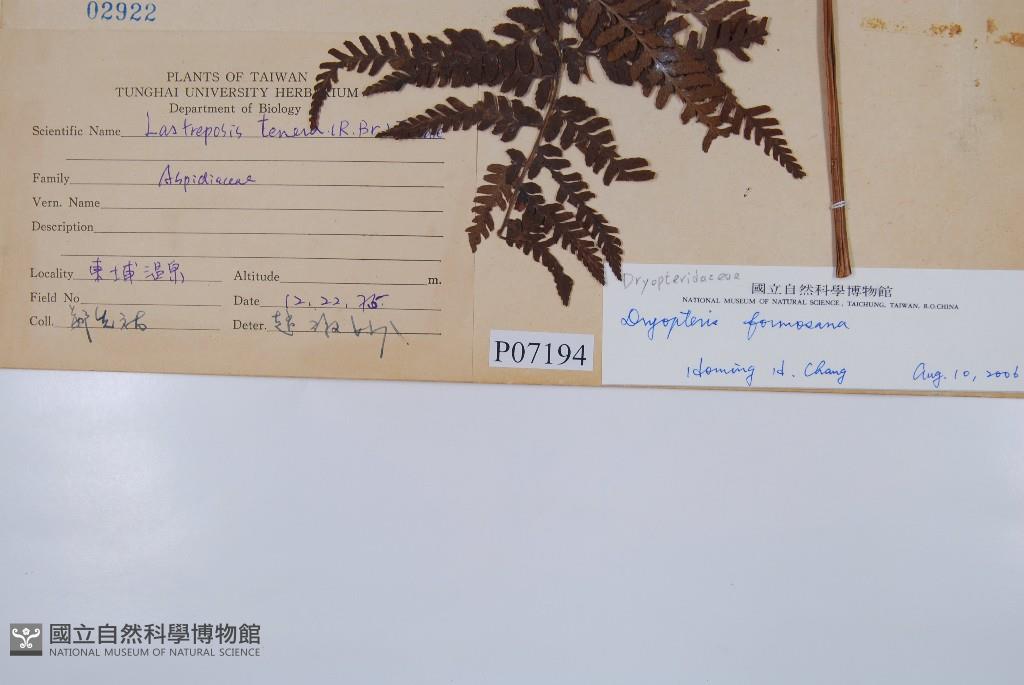 02922
PLANTS OF TAIWAN
TUNGHAI UNIVERSITY HERBARIUM
Department of Biology
Scientific Name Lastreposis tenera (R. Br.)
Family Aspidiaceae
Vern. Name
Description
Locality 東埔溫泉 Altitude m.
Field No Date 12, 22, 75
Coll. Deter.
P07194
Dryopteridaceae
國立自然科學博物館
NATIONAL MUSEUM OF NATURAL SCIENCE, TAICHUNG, TAIWAN, R.O.CHINA
Dryopteris formosana
Homing H. Chang Aug. 10, 2006
國立自然科學博物館
NATIONAL MUSEUM OF NATURAL SCIENCE